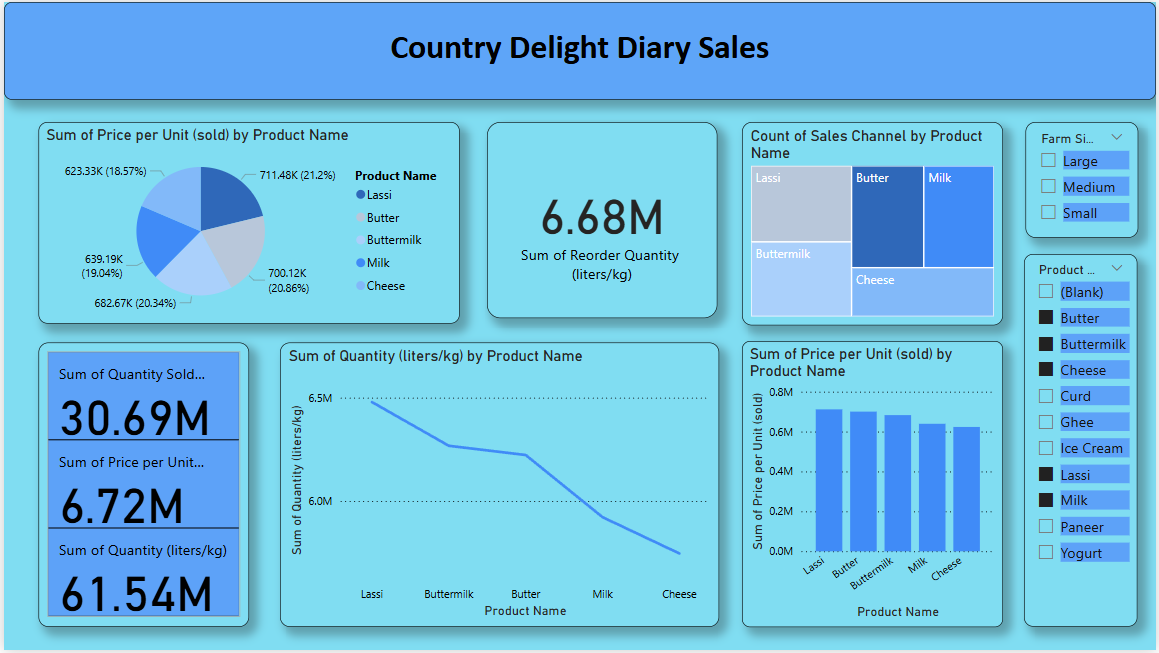 Country Delight Diary Sales
Sum of Price per Unit (sold) by Product Name
623.33K (18.57%)
711.48K (21.2%)
639.19K
(19.04%)
700.12K
(20.86%)
682.67K (20.34%)
Product Name
Lassi
Butter
Buttermilk
Milk
Cheese
6.68M
Sum of Reorder Quantity
(liters/kg)
Count of Sales Channel by Product
Name
Lassi
Butter
Milk
Buttermilk
Cheese
Farm Si...
Large
Medium
Small
Product ...
(Blank)
Butter
Buttermilk
Cheese
Curd
Ghee
Ice Cream
Lassi
Milk
Paneer
Yogurt
Sum of Quantity Sold...
30.69M
Sum of Price per Unit...
6.72M
Sum of Quantity (liters/kg)
61.54M
Sum of Quantity (liters/kg) by Product Name
Sum of Quantity (liters/kg)
6.5M
6.0M
Lassi
Buttermilk
Butter
Milk
Cheese
Product Name
Sum of Price per Unit (sold) by
Product Name
Sum of Price per Unit (sold)
0.8M
0.6M
0.4M
0.2M
0.0M
Lassi
Butter
Buttermilk
Milk
Cheese
Product Name